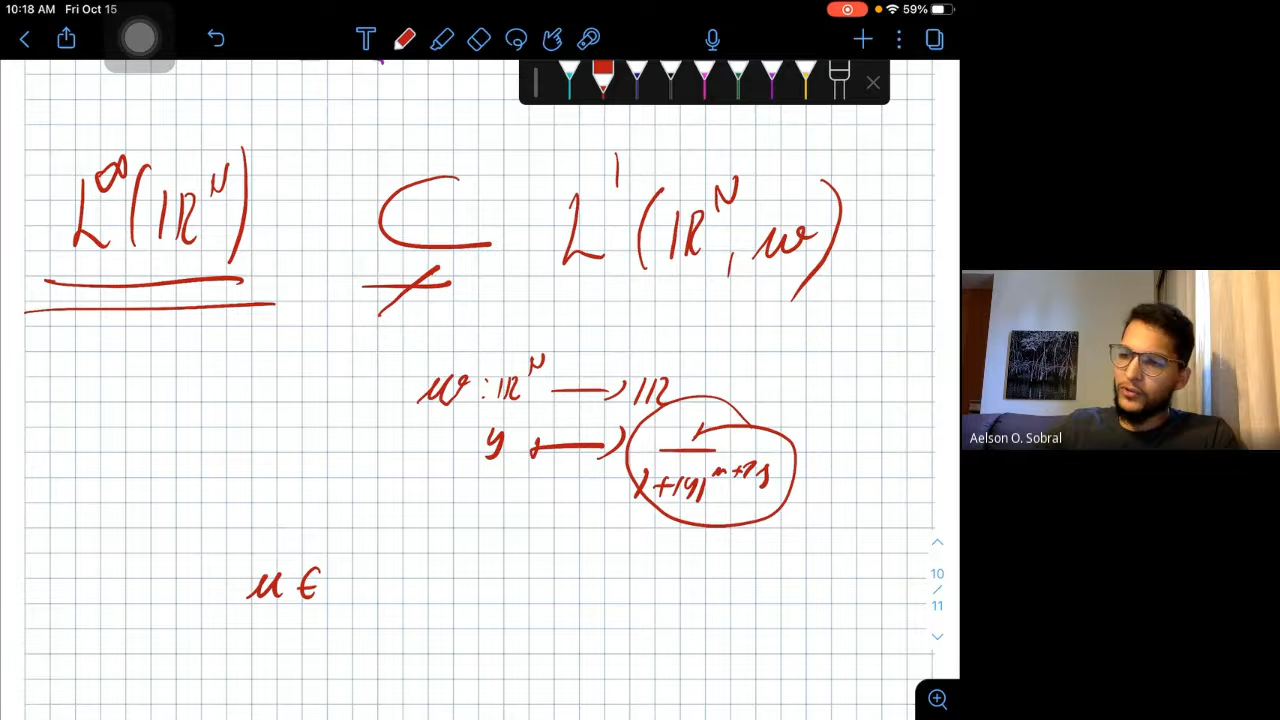 10:18 AM Fri Oct 15
59%
L^∞(ℝ^N) ⊊ L^1(ℝ^N, w)
w : ℝ^N → ℝ
y ↦ 1/(1+|y|^{n+2s})
u ∈
10
/
11
Aelson O. Sobral